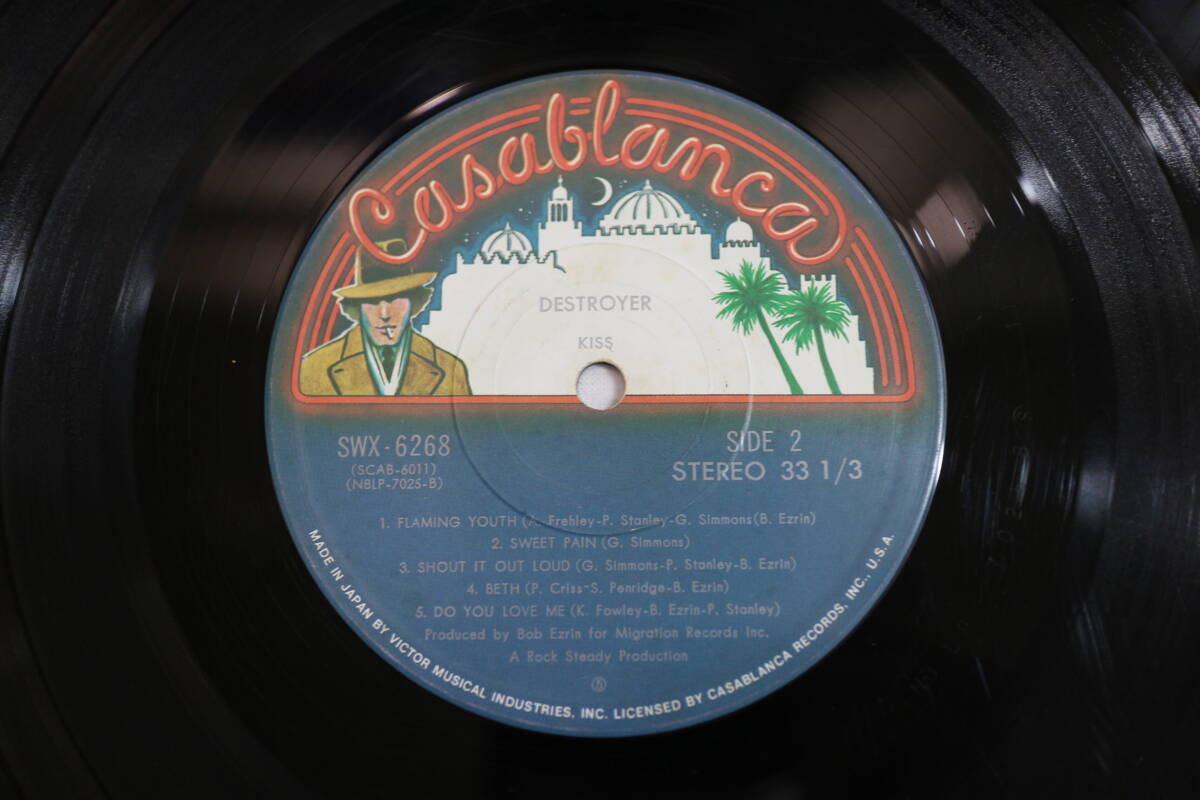 Casablanca
DESTROYER
KISS
SWX-6268
(SCAB-6011)
(NBLP-7025-B)
SIDE 2
STEREO 33 1/3
1. FLAMING YOUTH (A. Frehley-P. Stanley-G. Simmons(B. Ezrin)
2. SWEET PAIN (G. Simmons)
3. SHOUT IT OUT LOUD (G. Simmons-P. Stanley-B. Ezrin)
4. BETH (P. Criss-S. Penridge-B. Ezrin)
5. DO YOU LOVE ME (K. Fowley-B. Ezrin-P. Stanley)
Produced by Bob Ezrin for Migration Records Inc.
A Rock Steady Production
MADE IN JAPAN BY VICTOR MUSICAL INDUSTRIES, INC. LICENSED BY CASABLANCA RECORDS, INC., U.S.A.